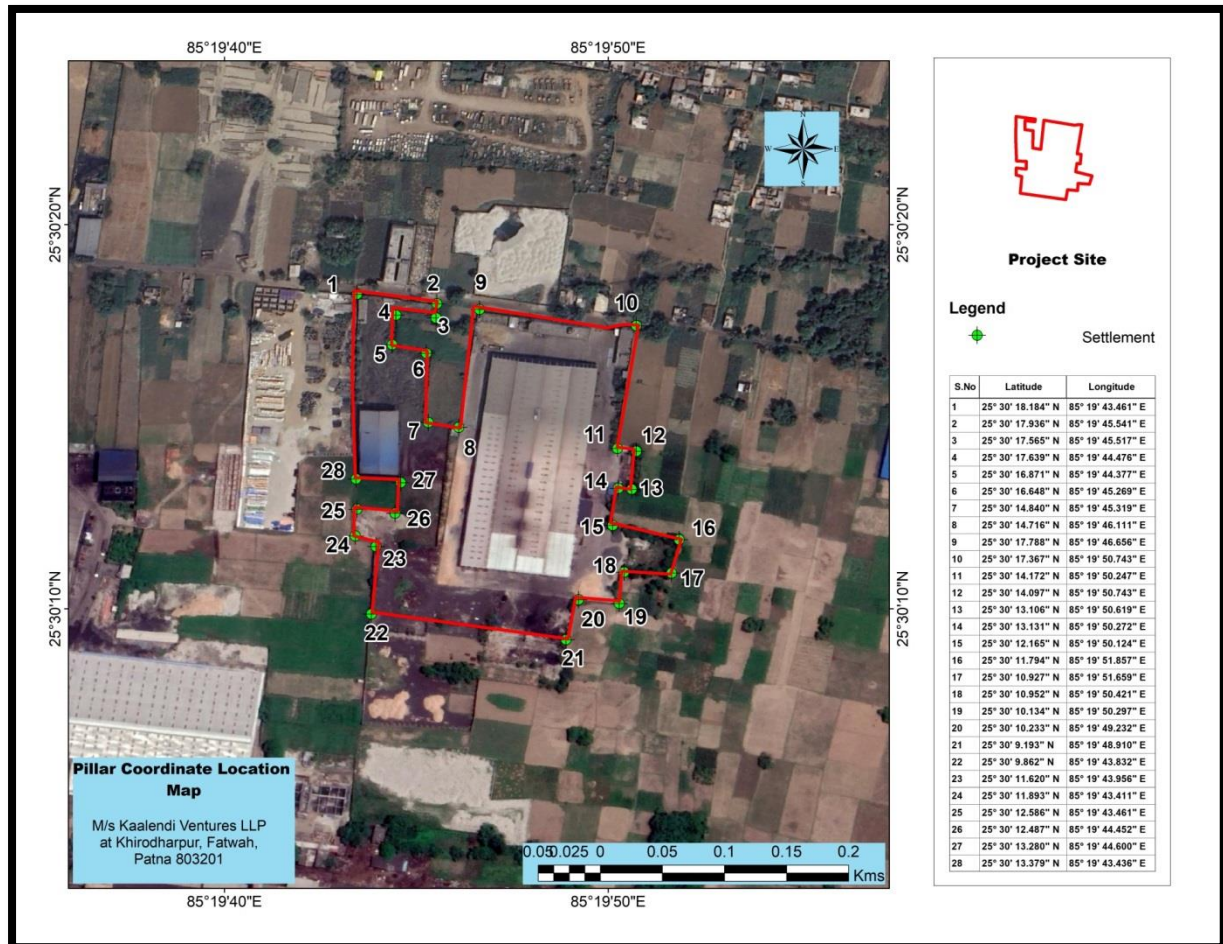 85°19'40"E
85°19'50"E
25°30'20"N
25°30'20"N
25°30'10"N
25°30'10"N
N
W
E
S
1
2
9
10
4
3
5
6
7
8
11
12
28
27
14
13
25
26
15
16
24
23
18
17
22
20
19
21
Pillar Coordinate Location
Map
M/s Kaalendi Ventures LLP
at Khirodharpur, Fatwah,
Patna 803201
0.05 0.025 0 0.05 0.1 0.15 0.2
Kms
85°19'40"E
85°19'50"E
Project Site
Legend
Settlement
S.No Latitude Longitude
1 25° 30' 18.184" N 85° 19' 43.461" E
2 25° 30' 17.936" N 85° 19' 45.541" E
3 25° 30' 17.565" N 85° 19' 45.517" E
4 25° 30' 17.639" N 85° 19' 44.476" E
5 25° 30' 16.871" N 85° 19' 44.377" E
6 25° 30' 16.648" N 85° 19' 45.269" E
7 25° 30' 14.840" N 85° 19' 45.319" E
8 25° 30' 14.716" N 85° 19' 46.111" E
9 25° 30' 17.788" N 85° 19' 46.656" E
10 25° 30' 17.367" N 85° 19' 50.743" E
11 25° 30' 14.172" N 85° 19' 50.247" E
12 25° 30' 14.097" N 85° 19' 50.743" E
13 25° 30' 13.106" N 85° 19' 50.619" E
14 25° 30' 13.131" N 85° 19' 50.272" E
15 25° 30' 12.165" N 85° 19' 50.124" E
16 25° 30' 11.794" N 85° 19' 51.857" E
17 25° 30' 10.927" N 85° 19' 51.659" E
18 25° 30' 10.952" N 85° 19' 50.421" E
19 25° 30' 10.134" N 85° 19' 50.297" E
20 25° 30' 10.233" N 85° 19' 49.232" E
21 25° 30' 9.193" N 85° 19' 48.910" E
22 25° 30' 9.862" N 85° 19' 43.832" E
23 25° 30' 11.620" N 85° 19' 43.956" E
24 25° 30' 11.893" N 85° 19' 43.411" E
25 25° 30' 12.586" N 85° 19' 43.461" E
26 25° 30' 12.487" N 85° 19' 44.452" E
27 25° 30' 13.280" N 85° 19' 44.600" E
28 25° 30' 13.379" N 85° 19' 43.436" E